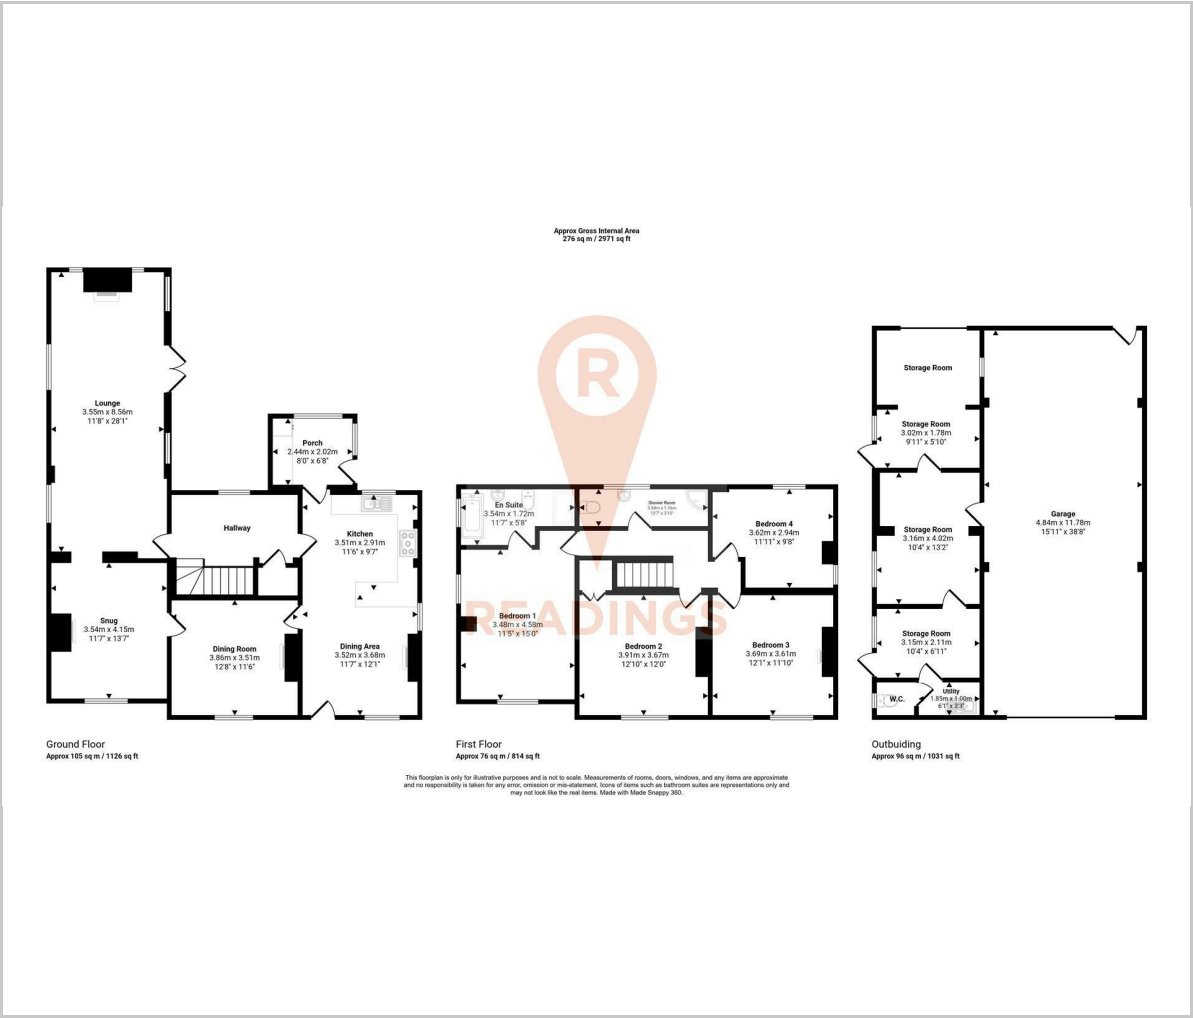 Approx Gross Internal Area
276 sq m / 2971 sq ft
R
READINGS
Lounge
3.55m x 8.56m
11'8" x 28'1"
Porch
2.44m x 2.02m
8'0" x 6'8"
Hallway
Kitchen
3.51m x 2.91m
11'6" x 9'7"
Snug
3.54m x 4.15m
11'7" x 13'7"
Dining Room
3.86m x 3.51m
12'8" x 11'6"
Dining Area
3.52m x 3.68m
11'7" x 12'1"
Ground Floor
Approx 105 sq m / 1126 sq ft
En Suite
3.54m x 1.72m
11'7" x 5'8"
Shower Room
3.84m x 1.16m
12'7" x 3'10"
Bedroom 4
3.62m x 2.94m
11'11" x 9'8"
Bedroom 1
3.48m x 4.58m
11'5" x 15'0"
Bedroom 2
3.91m x 3.67m
12'10" x 12'0"
Bedroom 3
3.69m x 3.61m
12'1" x 11'10"
First Floor
Approx 76 sq m / 814 sq ft
Storage Room
Storage Room
3.02m x 1.78m
9'11" x 5'10"
Storage Room
3.16m x 4.02m
10'4" x 13'2"
Garage
4.84m x 11.78m
15'11" x 38'8"
Storage Room
3.15m x 2.11m
10'4" x 6'11"
W.C.
Utility
1.85m x 1.00m
6'1" x 3'3"
Outbuiding
Approx 96 sq m / 1031 sq ft
This floorplan is only for illustrative purposes and is not to scale. Measurements of rooms, doors, windows, and any items are approximate
and no responsibility is taken for any error, omission or mis-statement. Icons of items such as bathroom suites are representations only and
may not look like the real items. Made with Made Snappy 360.